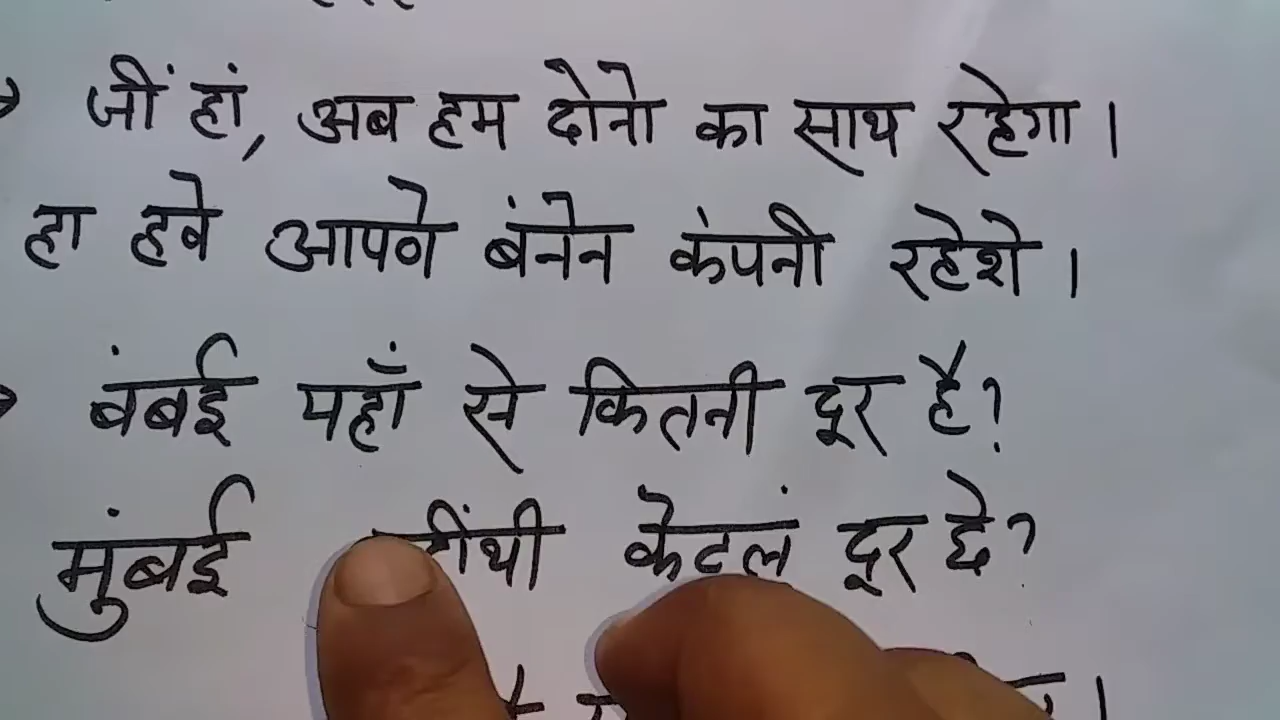 जीं हां, अब हम दोनो का साथ रहेगा।
हा हवे आपणे बंनेन कंपनी रहेशे।
बंबई यहाँ से कितनी दूर है?
मुंबई केटलं दूर छे?